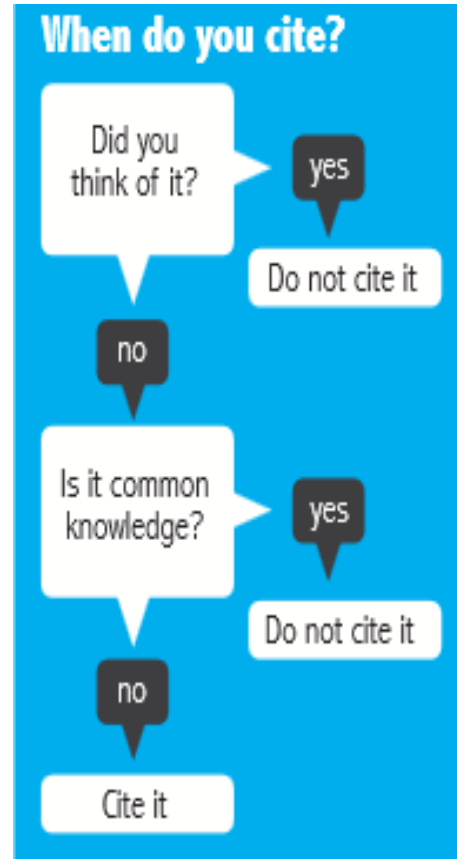 When do you cite?
Did you
think of it?
yes
Do not cite it
no
Is it common
knowledge?
yes
Do not cite it
no
Cite it